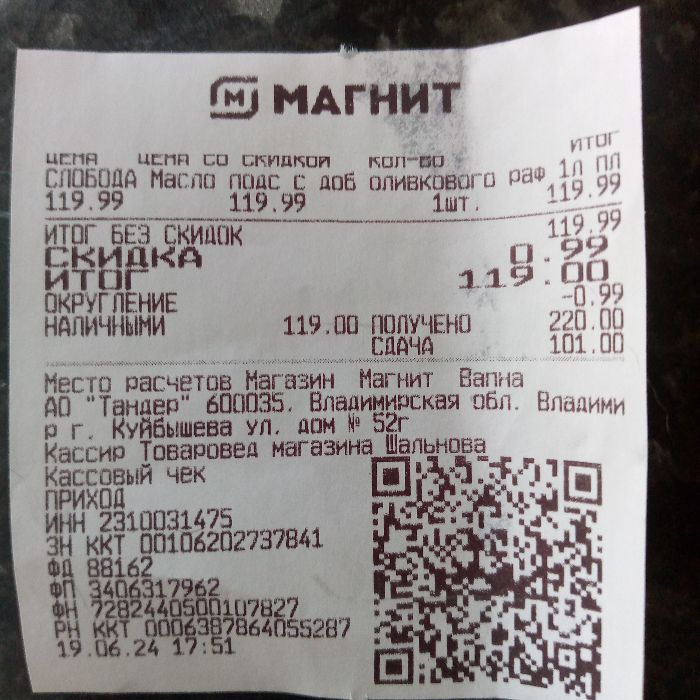 МАГНИТ
ИТОГ
ЦЕНА ЦЕНА СО СКИДКОЙ КОЛ-ВО
СЛОБОДА Масло подс с доб оливкового раф 1л ПЛ
119.99 119.99 1шт. 119.99
ИТОГ БЕЗ СКИДОК 119.99
СКИДКА 0.99
ИТОГ 119.00
ОКРУГЛЕНИЕ -0.99
НАЛИЧНЫМИ 119.00 ПОЛУЧЕНО 220.00
СДАЧА 101.00
Место расчетов Магазин Магнит Вапна
АО "Тандер" 600035, Владимирская обл. Владими
р г. Куйбышева ул. дом № 52г
Кассир Товаровед магазина Шальнова
Кассовый чек
ПРИХОД
ИНН 2310031475
ЗН ККТ 00106202737841
ФД 88162
ФП 3406317962
ФН 7282440500107827
РН ККТ 0006387864055287
19.06.24 17:51